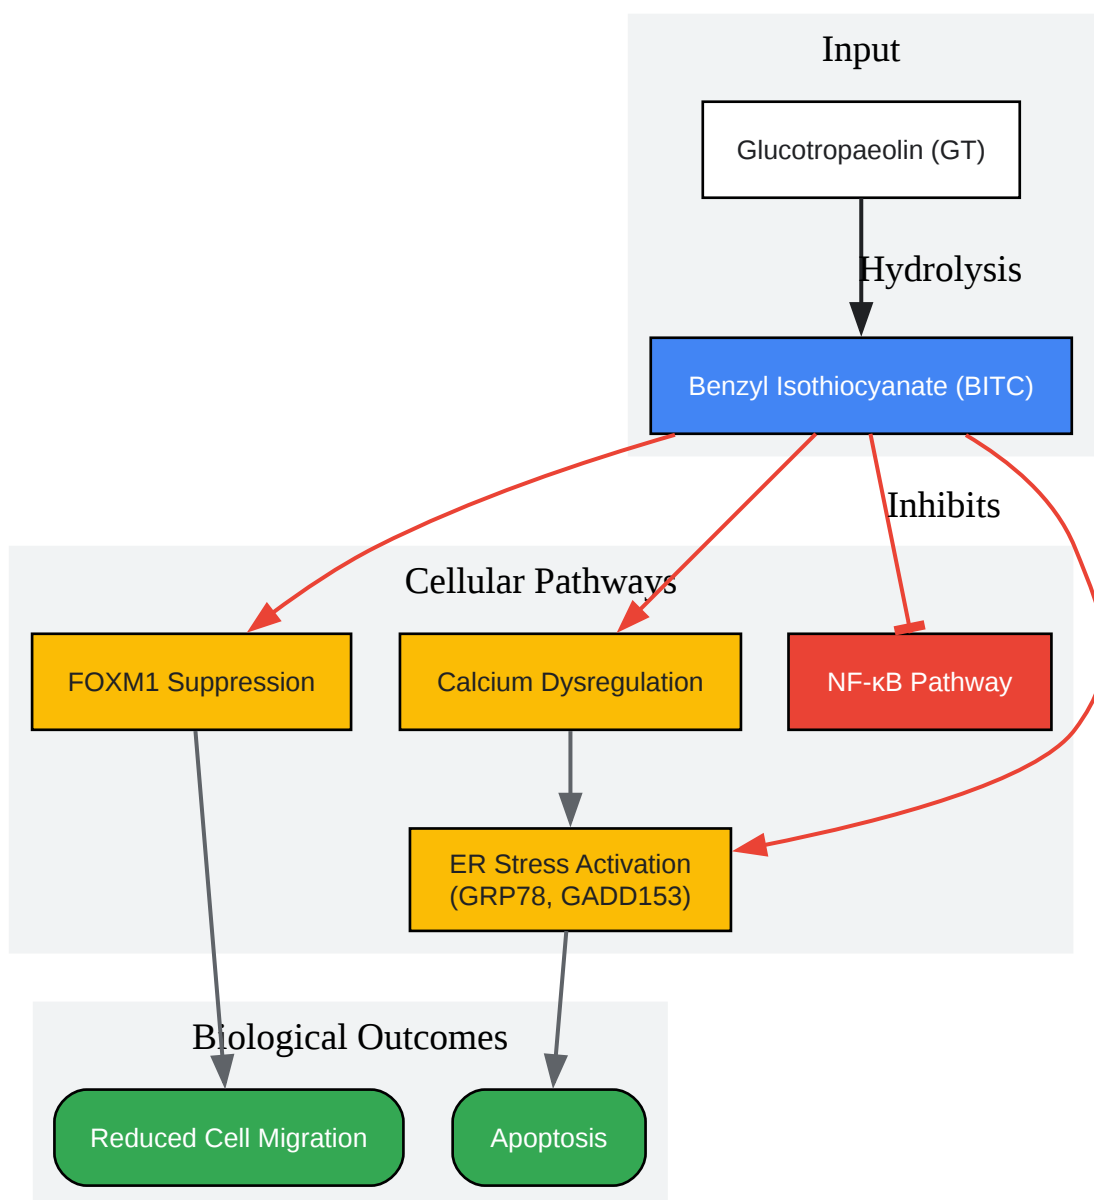 Input
Glucotropaeolin (GT)
Hydrolysis
Benzyl Isothiocyanate (BITC)
Inhibits
Cellular Pathways
FOXM1 Suppression
Calcium Dysregulation
NF-κB Pathway
ER Stress Activation
(GRP78, GADD153)
Biological Outcomes
Reduced Cell Migration
Apoptosis